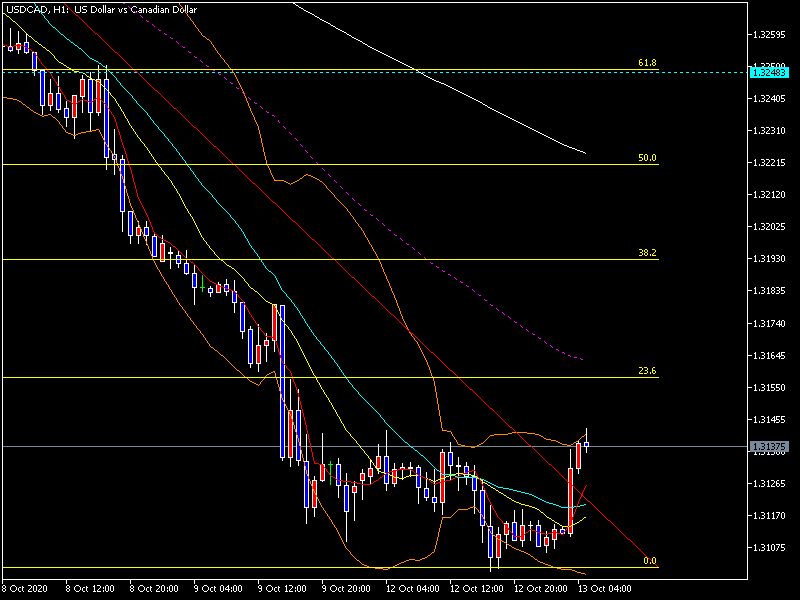 USDCAD, H1: US Dollar vs Canadian Dollar
1.32595
1.32483
1.32405
1.32310
1.32215
1.32120
1.32025
1.31930
1.31835
1.31740
1.31645
1.31550
1.31455
1.31375
1.31265
1.31170
1.31075
61.8
50.0
38.2
23.6
0.0
8 Oct 2020
8 Oct 12:00
8 Oct 20:00
9 Oct 04:00
9 Oct 12:00
9 Oct 20:00
12 Oct 04:00
12 Oct 12:00
12 Oct 20:00
13 Oct 04:00